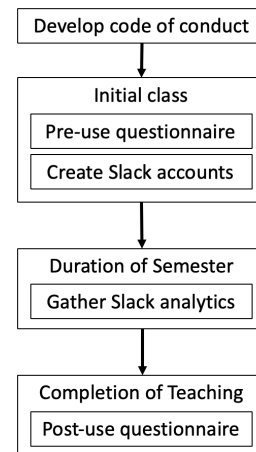 Develop code of conduct
Initial class
Pre-use questionnaire
Create Slack accounts
Duration of Semester
Gather Slack analytics
Completion of Teaching
Post-use questionnaire